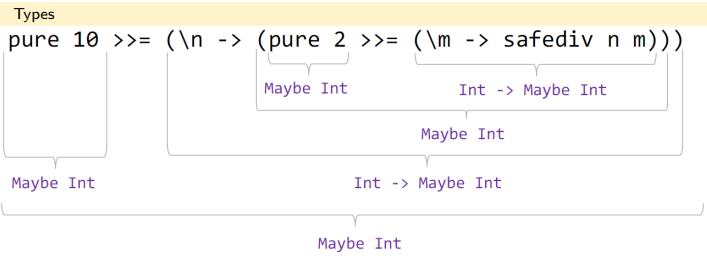 Types
pure 10 >>= (\n -> (pure 2 >>= (\m -> safediv n m)))
Maybe Int Int -> Maybe Int
Maybe Int
Maybe Int Int -> Maybe Int
Maybe Int